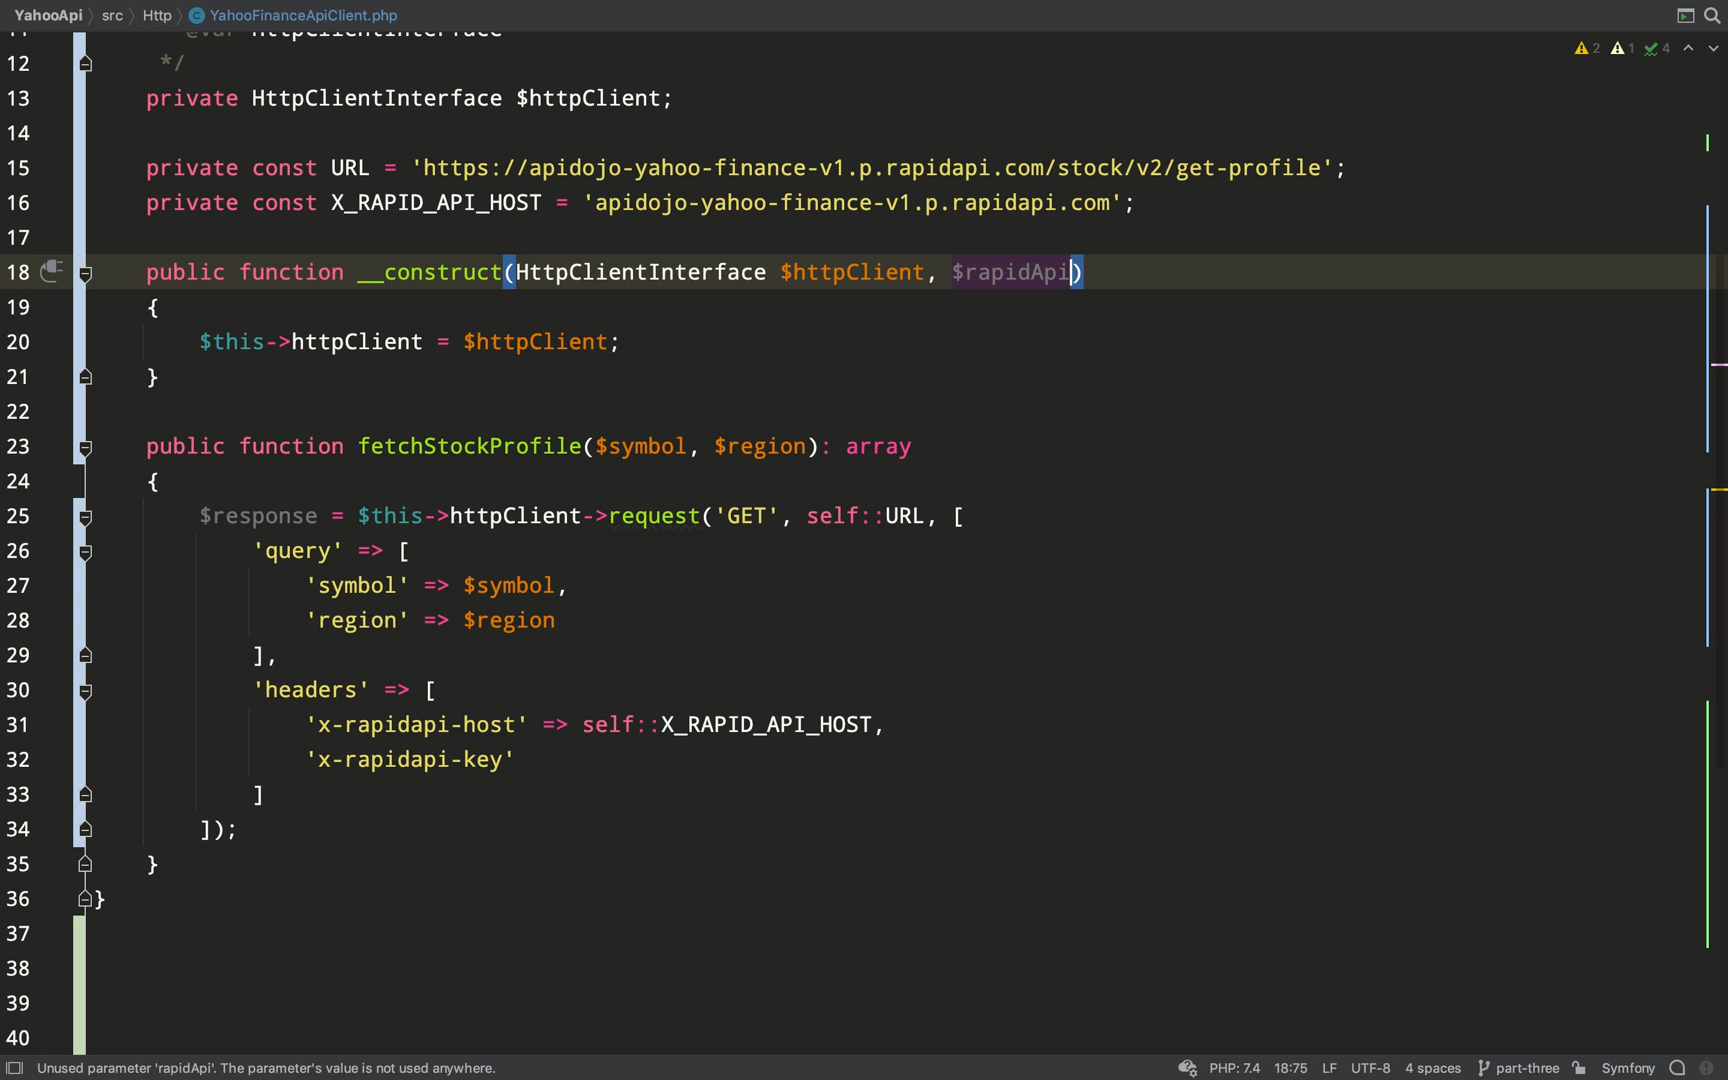 YahooApi src Http C YahooFinanceApiClient.php
@var HttpClientInterface
2 1 4
12 */
13 private HttpClientInterface $httpClient;
14
15 private const URL = 'https://apidojo-yahoo-finance-v1.p.rapidapi.com/stock/v2/get-profile';
16 private const X_RAPID_API_HOST = 'apidojo-yahoo-finance-v1.p.rapidapi.com';
17
18 public function __construct(HttpClientInterface $httpClient, $rapidApi)
19 {
20 $this->httpClient = $httpClient;
21 }
22
23 public function fetchStockProfile($symbol, $region): array
24 {
25 $response = $this->httpClient->request('GET', self::URL, [
26 'query' => [
27 'symbol' => $symbol,
28 'region' => $region
29 ],
30 'headers' => [
31 'x-rapidapi-host' => self::X_RAPID_API_HOST,
32 'x-rapidapi-key'
33 ]
34 ]);
35 }
36 }
37
38
39
40
Unused parameter 'rapidApi'. The parameter's value is not used anywhere. PHP: 7.4 18:75 LF UTF-8 4 spaces part-three Symfony